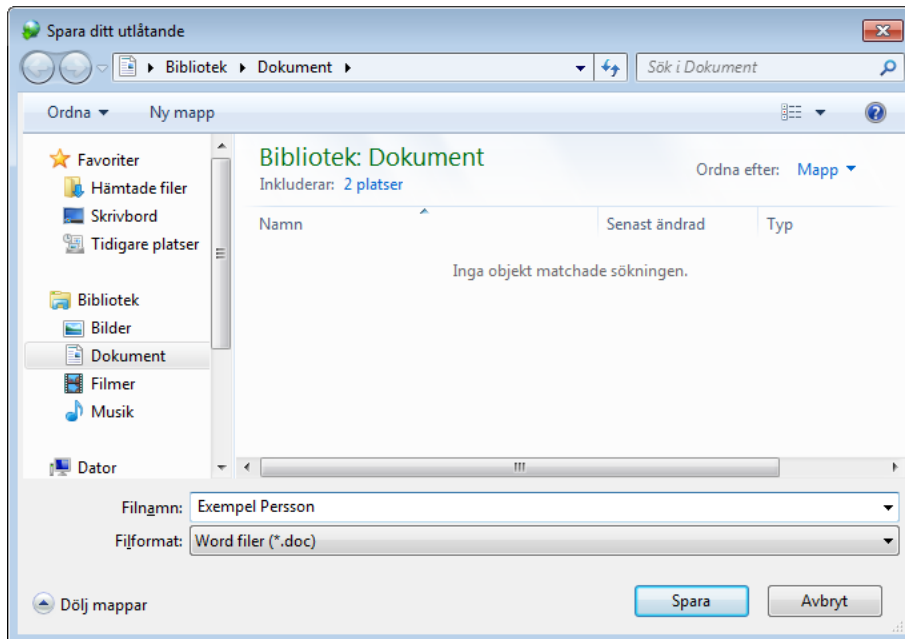 Spara ditt utlåtande
Bibliotek Dokument
Sök i Dokument
Ordna Ny mapp
Favoriter
Hämtade filer
Skrivbord
Tidigare platser
Bibliotek
Bilder
Dokument
Filmer
Musik
Dator
Bibliotek: Dokument
Inkluderar: 2 platser
Ordna efter: Mapp
Namn Senast ändrad Typ
Inga objekt matchade sökningen.
Filnamn: Exempel Persson
Filformat: Word filer (*.doc)
Dölj mappar
Spara Avbryt